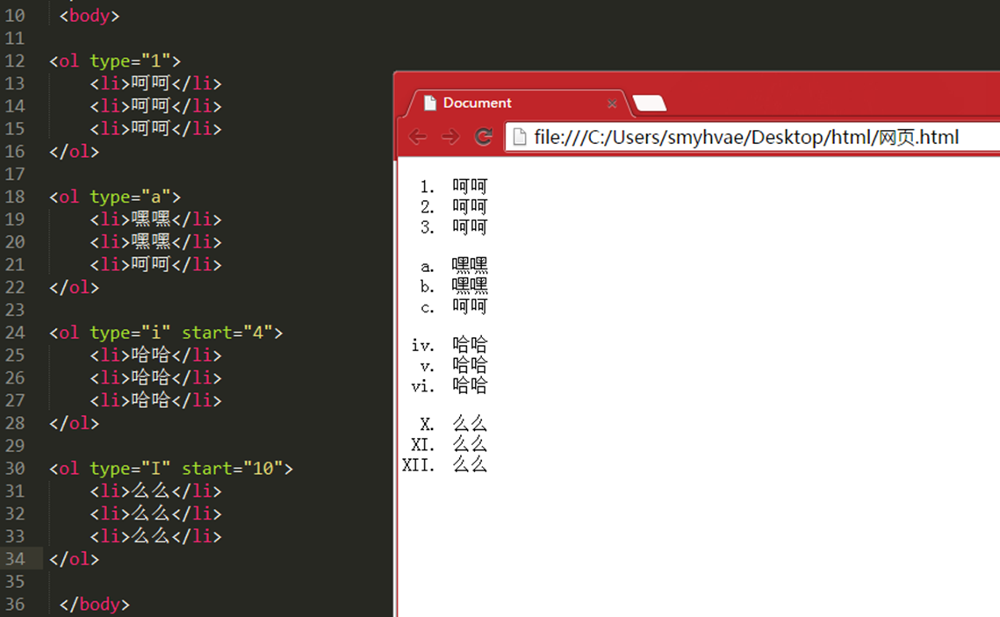 10 <body>
11
12 <ol type="1">
13 <li>呵呵</li>
14 <li>呵呵</li>
15 <li>呵呵</li>
16 </ol>
17
18 <ol type="a">
19 <li>嘿嘿</li>
20 <li>嘿嘿</li>
21 <li>呵呵</li>
22 </ol>
23
24 <ol type="i" start="4">
25 <li>哈哈</li>
26 <li>哈哈</li>
27 <li>哈哈</li>
28 </ol>
29
30 <ol type="I" start="10">
31 <li>么么</li>
32 <li>么么</li>
33 <li>么么</li>
34 </ol>
35
36 </body>
Document
file:///C:/Users/smyhvae/Desktop/html/网页.html
1. 呵呵
2. 呵呵
3. 呵呵
a. 嘿嘿
b. 嘿嘿
c. 呵呵
iv. 哈哈
v. 哈哈
vi. 哈哈
X. 么么
XI. 么么
XII. 么么